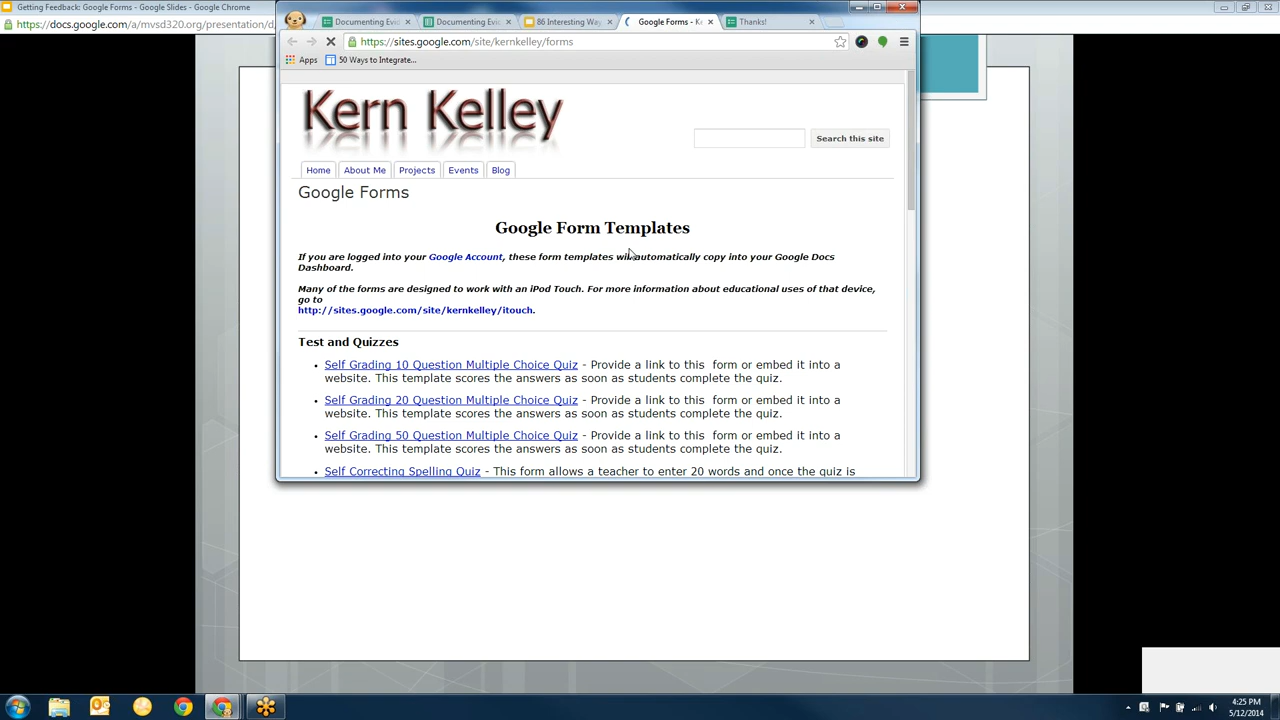 Getting Feedback: Google Forms - Google Slides - Google Chrome
https://docs.google.com/a/mvsd320.org/presentation/d,
Documenting Evid
Documenting Evid
86 Interesting Way
Google Forms - Ke
Thanks!
https://sites.google.com/site/kernkelley/forms
Apps
50 Ways to Integrate...
Kern Kelley
Search this site
Home
About Me
Projects
Events
Blog
Google Forms
Google Form Templates
If you are logged into your Google Account, these form templates will automatically copy into your Google Docs
Dashboard.
Many of the forms are designed to work with an iPod Touch. For more information about educational uses of that device,
go to
http://sites.google.com/site/kernkelley/itouch.
Test and Quizzes
• Self Grading 10 Question Multiple Choice Quiz - Provide a link to this form or embed it into a
website. This template scores the answers as soon as students complete the quiz.
• Self Grading 20 Question Multiple Choice Quiz - Provide a link to this form or embed it into a
website. This template scores the answers as soon as students complete the quiz.
• Self Grading 50 Question Multiple Choice Quiz - Provide a link to this form or embed it into a
website. This template scores the answers as soon as students complete the quiz.
• Self Correcting Spelling Quiz - This form allows a teacher to enter 20 words and once the quiz is
4:25 PM
5/12/2014